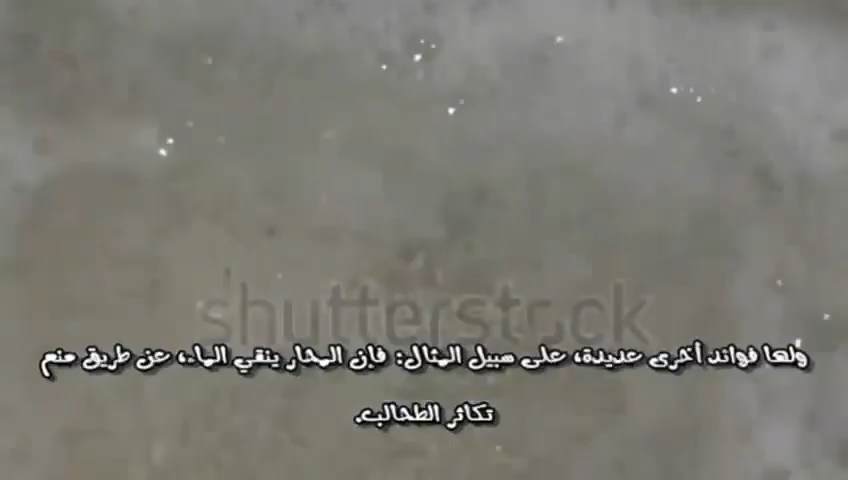 shutterstock
ولها فوائد أخرى عديدة، على سبيل المثال: فإن المحار ينقي الماء، عن طريق منع
تكاثر الطحالب.